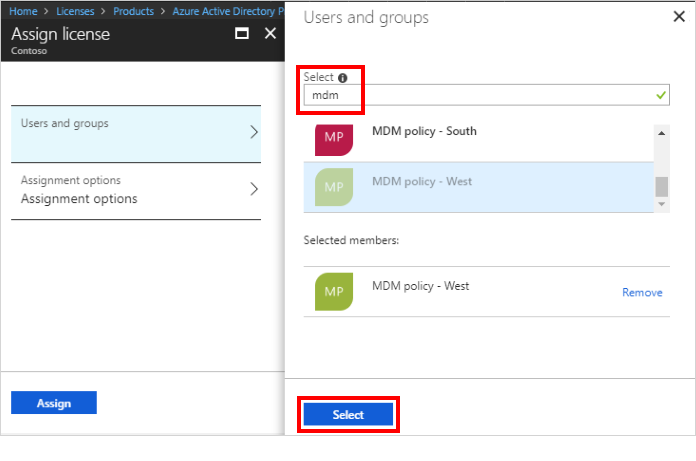 Home > Licenses > Products > Azure Active Directory P
Assign license
Contoso
Users and groups
Assignment options
Assignment options
Assign
Users and groups
Select
mdm
MP
MDM policy - South
MP
MDM policy - West
Selected members:
MP
MDM policy - West
Remove
Select